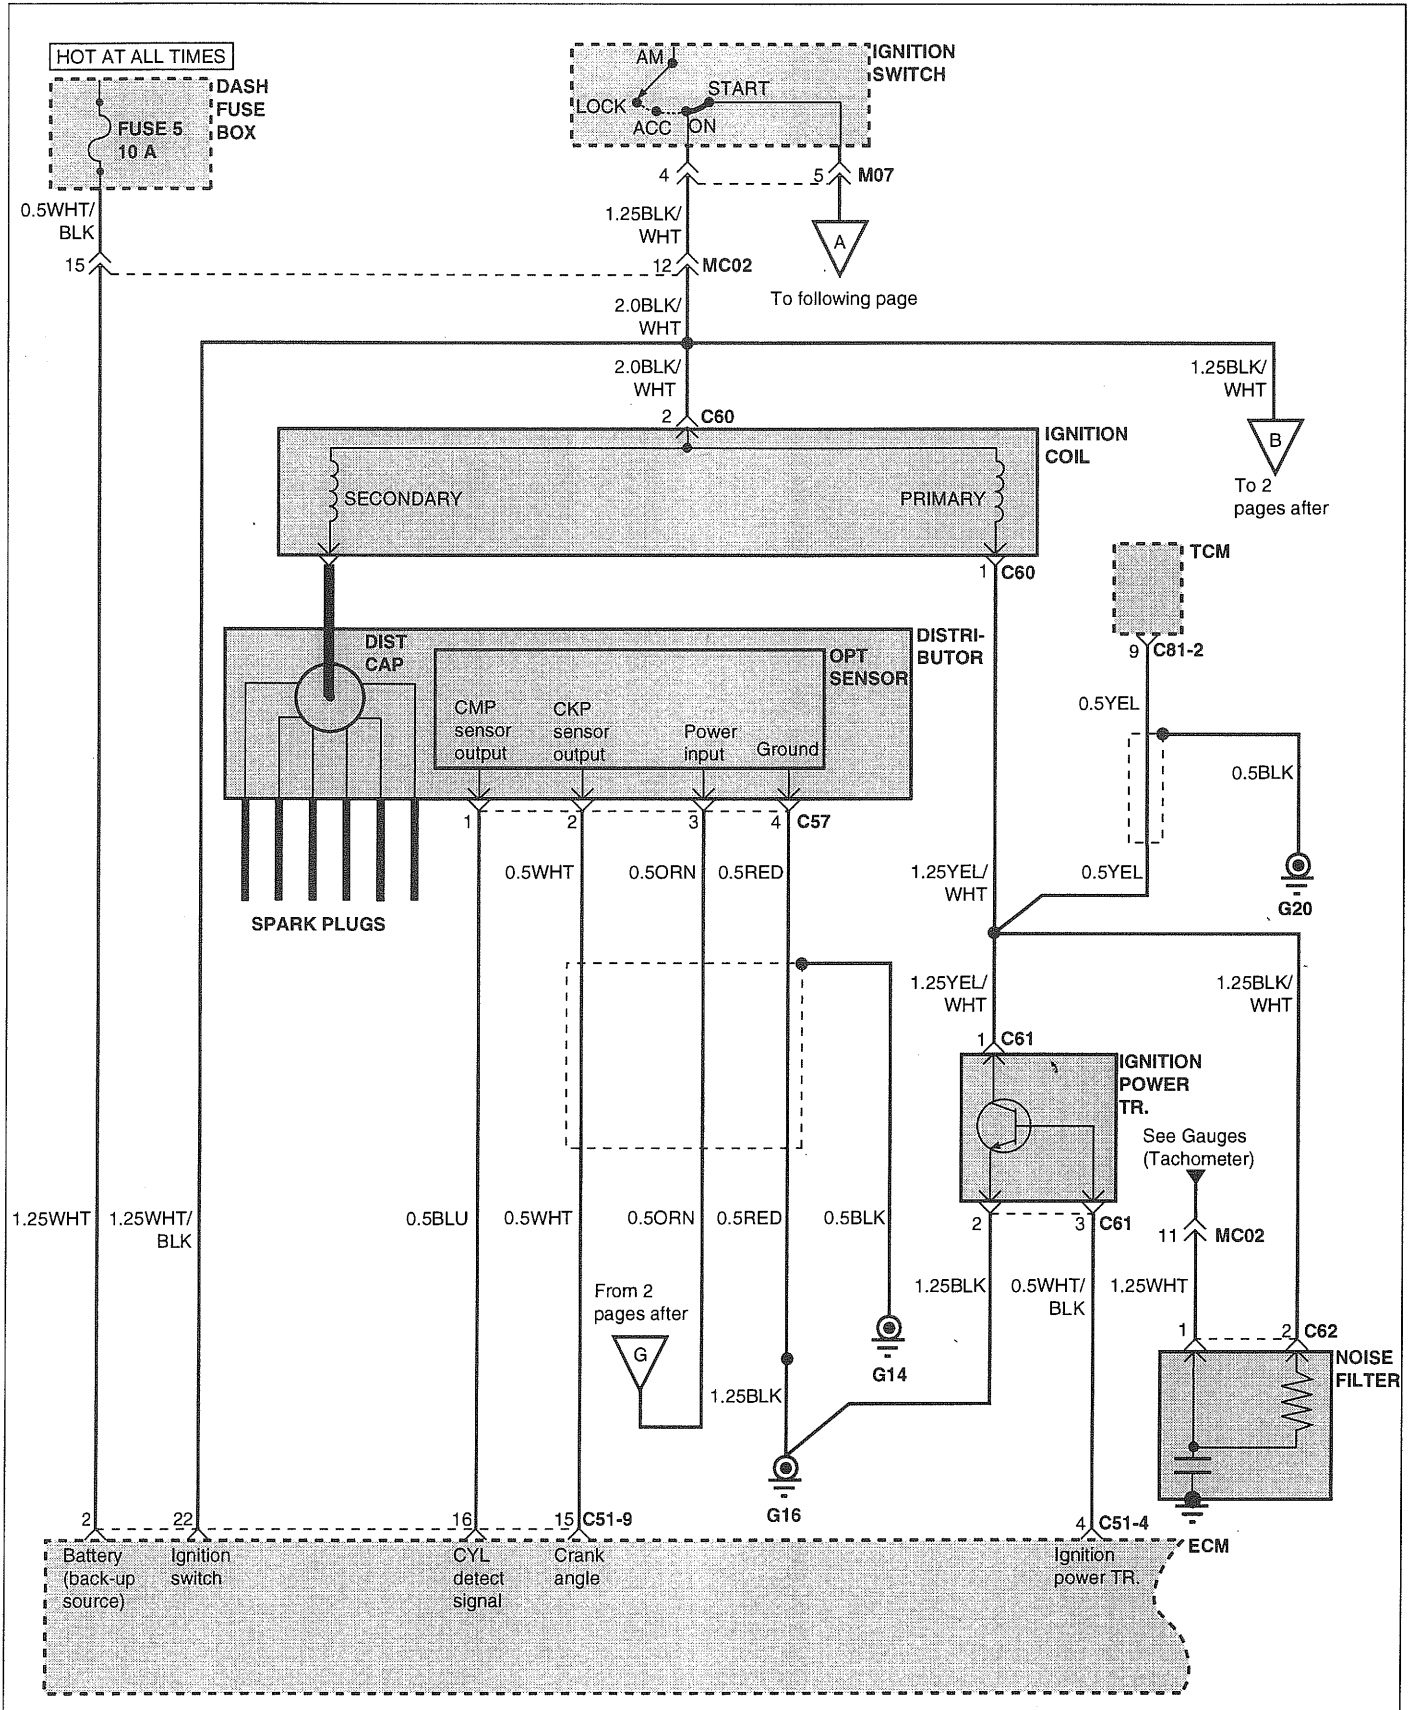 HOT AT ALL TIMES
DASH
FUSE
BOX
FUSE 5
10 A
IGNITION
SWITCH
AM
LOCK
ACC
ON
START
4
5
M07
0.5WHT/
BLK
1.25BLK/
WHT
A
To following page
15
12
MC02
2.0BLK/
WHT
2.0BLK/
WHT
1.25BLK/
WHT
2
C60
B
To 2
pages after
IGNITION
COIL
SECONDARY
PRIMARY
1
C60
TCM
9
C81-2
DISTRI-
BUTOR
DIST
CAP
OPT
SENSOR
CMP
sensor
output
CKP
sensor
output
Power
input
Ground
1
2
3
4
C57
SPARK PLUGS
0.5YEL
0.5BLK
0.5WHT
0.5ORN
0.5RED
1.25YEL/
WHT
0.5YEL
G20
1.25YEL/
WHT
1.25BLK/
WHT
1
C61
IGNITION
POWER
TR.
See Gauges
(Tachometer)
2
3
C61
11
MC02
1.25WHT
1.25WHT/
BLK
0.5BLU
0.5WHT
0.5ORN
0.5RED
0.5BLK
1.25BLK
0.5WHT/
BLK
1.25WHT
From 2
pages after
G
G14
1
2
C62
NOISE
FILTER
1.25BLK
G16
2
22
16
15
C51-9
4
C51-4
ECM
Battery
(back-up
source)
Ignition
switch
CYL
detect
signal
Crank
angle
Ignition
power TR.